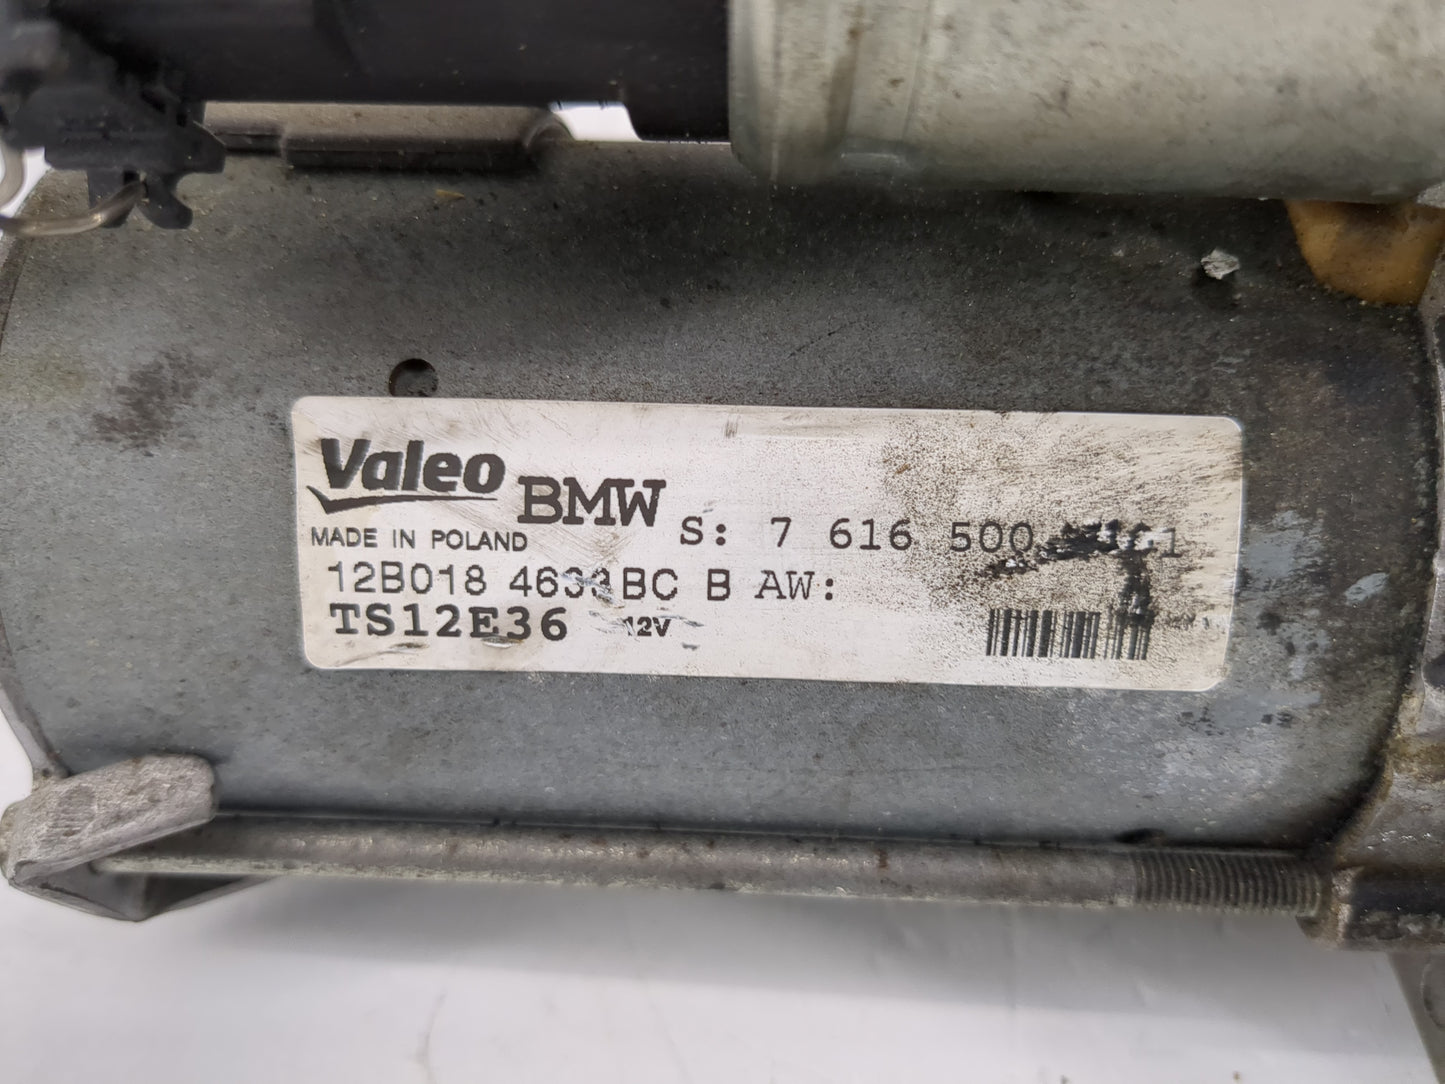 Valeo BMW
MADE IN POLAND S: 7 616 500
12B018 BC B AW:
TS12E36 12V